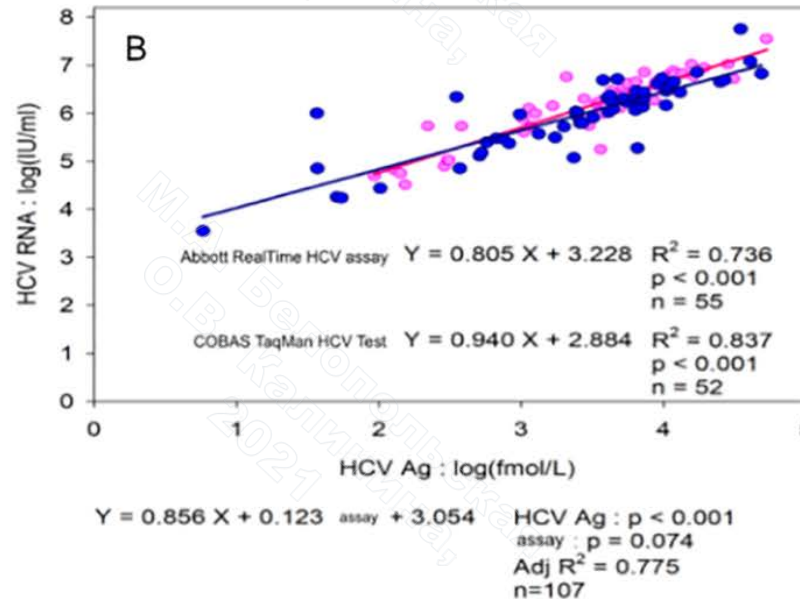 B
8
7
6
5
4
3
2
1
0
HCV RNA : log(IU/ml)
Abbott RealTime HCV assay Y = 0.805 X + 3.228 R² = 0.736
p < 0.001
n = 55
COBAS TaqMan HCV Test Y = 0.940 X + 2.884 R² = 0.837
p < 0.001
n = 52
0 1 2 3 4
HCV Ag : log(fmol/L)
Y = 0.856 X + 0.123 assay + 3.054 HCV Ag : p < 0.001
assay : p = 0.074
Adj R² = 0.775
n=107
М.А. Белопольская
О.В. Калинина,
2021